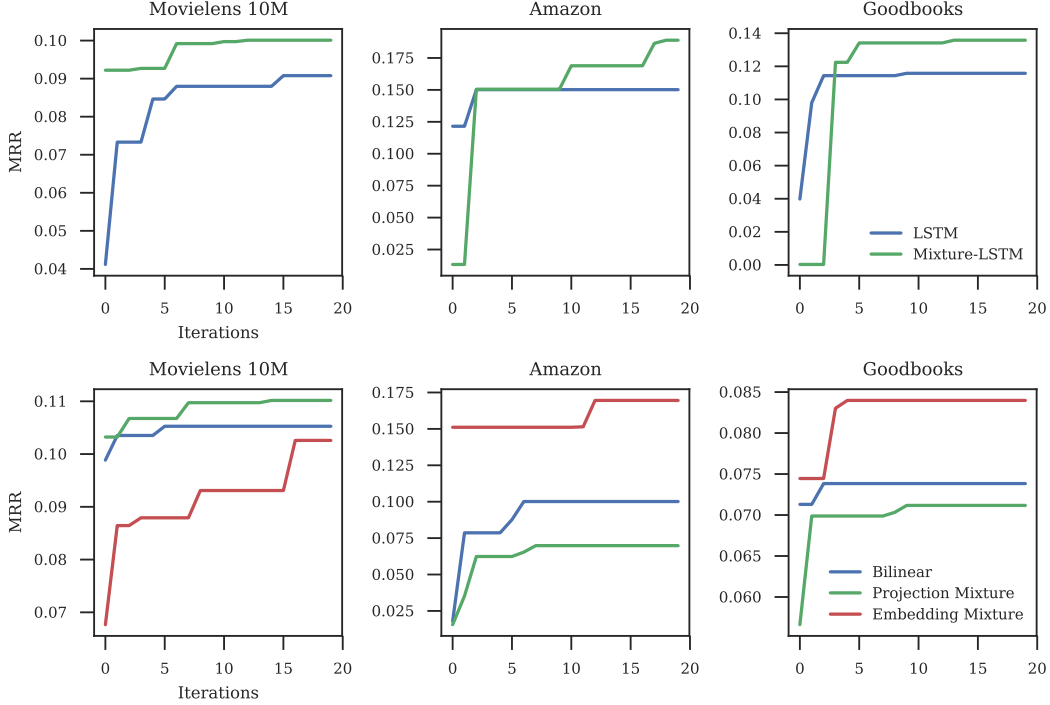 Movielens 10M
Amazon
Goodbooks
MRR
0.10
0.09
0.08
0.07
0.06
0.05
0.04
0.175
0.150
0.125
0.100
0.075
0.050
0.025
0.14
0.12
0.10
0.08
0.06
0.04
0.02
0.00
LSTM
Mixture-LSTM
0 5 10 15 20
0 5 10 15 20
0 5 10 15 20
Iterations
Movielens 10M
Amazon
Goodbooks
MRR
0.11
0.10
0.09
0.08
0.07
0.175
0.150
0.125
0.100
0.075
0.050
0.025
0.085
0.080
0.075
0.070
0.065
0.060
Bilinear
Projection Mixture
Embedding Mixture
0 5 10 15 20
0 5 10 15 20
0 5 10 15 20
Iterations